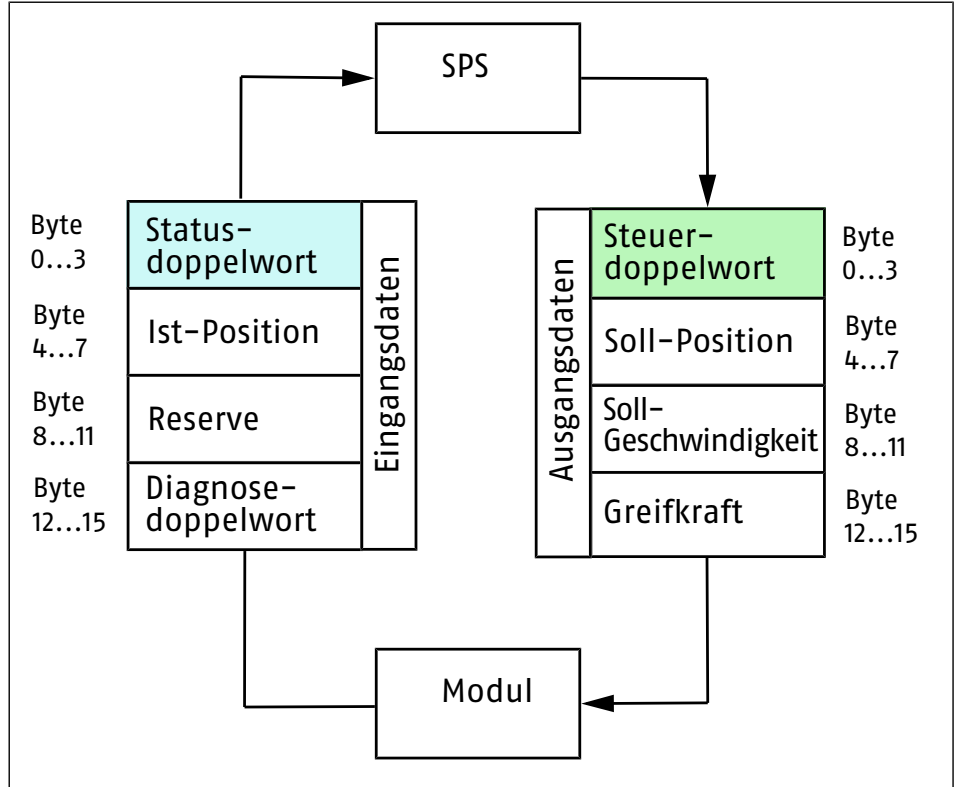 SPS
Byte
0...3
Status-
doppelwort
Byte
4...7
Ist-Position
Byte
8...11
Reserve
Byte
12...15
Diagnose-
doppelwort
Eingangsdaten
Ausgangsdaten
Steuer-
doppelwort
Byte
0...3
Soll-Position
Byte
4...7
Soll-
Geschwindigkeit
Byte
8...11
Greifkraft
Byte
12...15
Modul